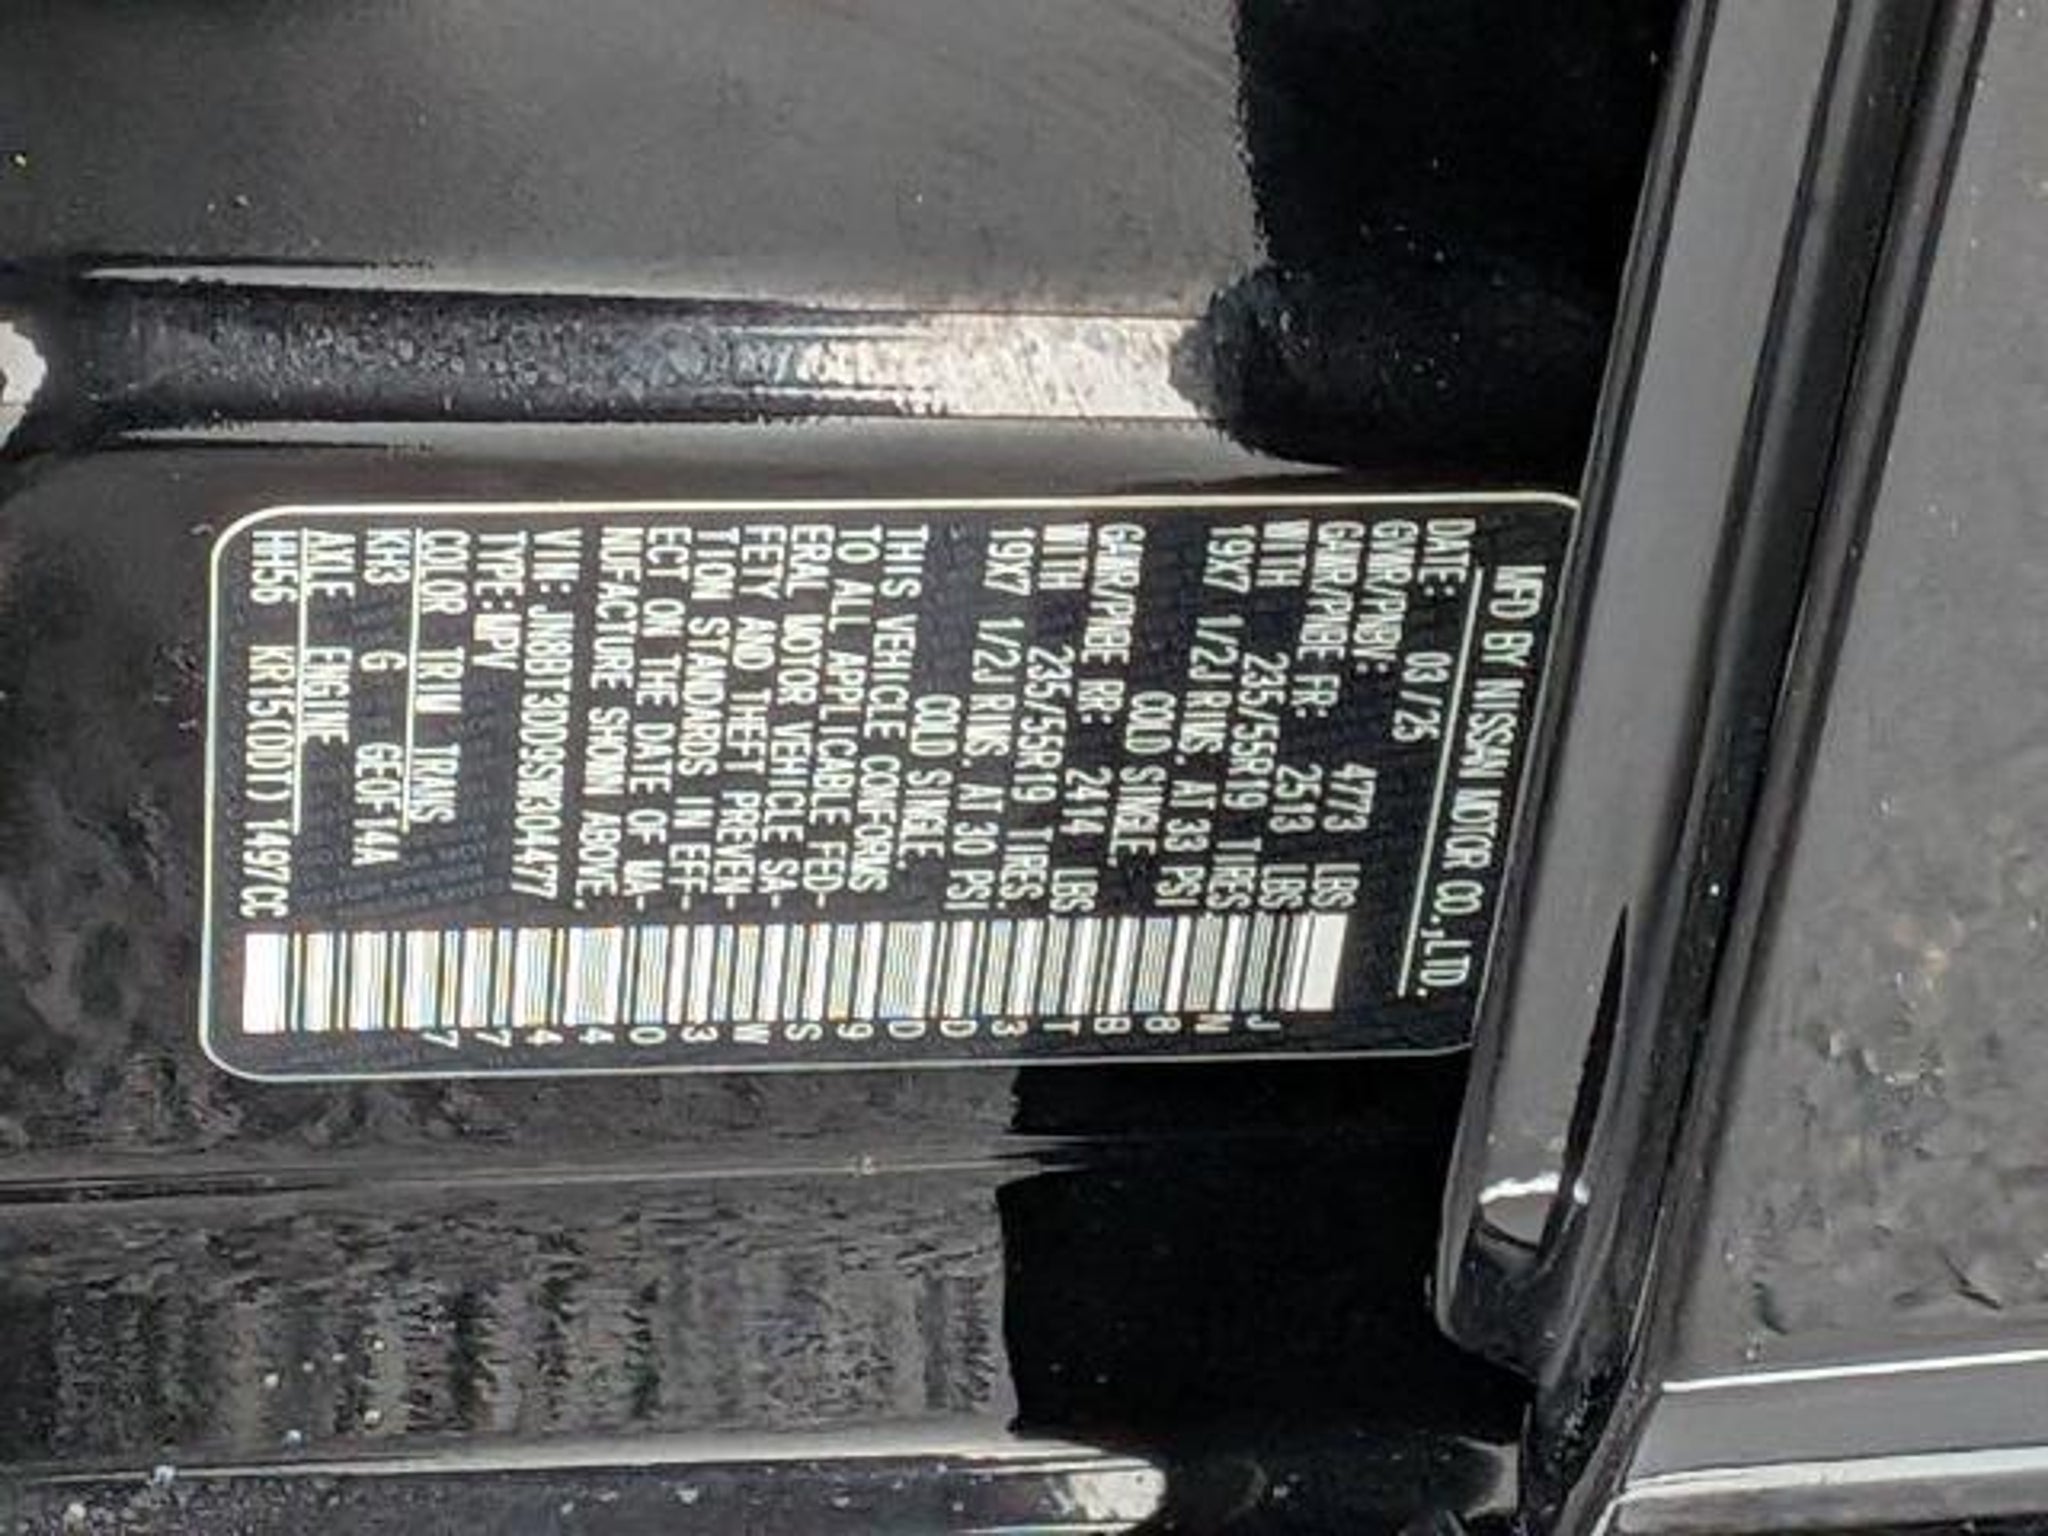 MFD BY NISSAN MOTOR CO.,LTD.
DATE: 03/25
GVWR/PNBV: 4773 LBS
GAWR/PNBE FR: 2513 LBS
WITH 235/55R19 TIRES,
19X7 1/2J RIMS. AT 33 PSI
COLD SINGLE.
GAWR/PNBE RR: 2414 LBS
WITH 235/55R19 TIRES.
19X7 1/2J RIMS. AT 30 PSI
COLD SINGLE.
THIS VEHICLE CONFORMS
TO ALL APPLICABLE FED-
ERAL MOTOR VEHICLE SA-
FETY AND THEFT PREVEN-
TION STANDARDS IN EFF-
ECT ON THE DATE OF MA-
NUFACTURE SHOWN ABOVE.
VIN: JN8BT3DD9SW304477
TYPE:MPV
COLOR TRIM TRANS
KH3 G GE0F14A
AXLE ENGINE
HH56 KR15(DDT) 1497CC
JN8BT3DD9SW304477